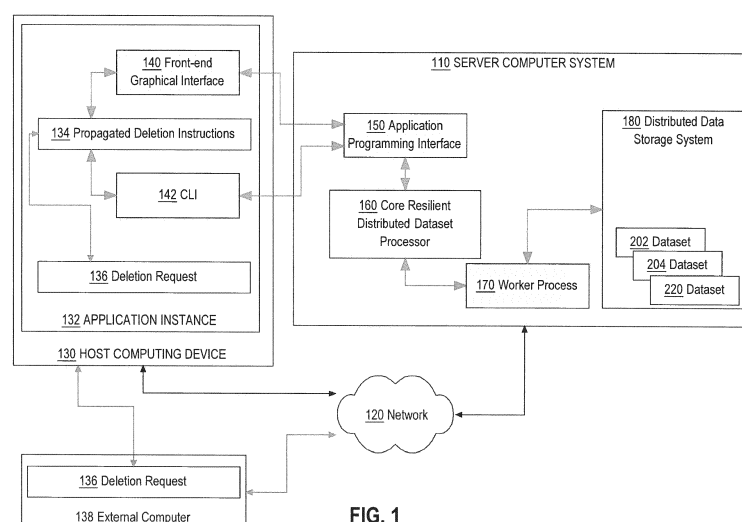 140 Front-end
Graphical Interface
134 Propagated Deletion Instructions
142 CLI
136 Deletion Request
132 APPLICATION INSTANCE
130 HOST COMPUTING DEVICE
110 SERVER COMPUTER SYSTEM
150 Application
Programming Interface
160 Core Resilient
Distributed Dataset
Processor
170 Worker Process
180 Distributed Data
Storage System
202 Dataset
204 Dataset
220 Dataset
120 Network
136 Deletion Request
138 External Computer
FIG. 1